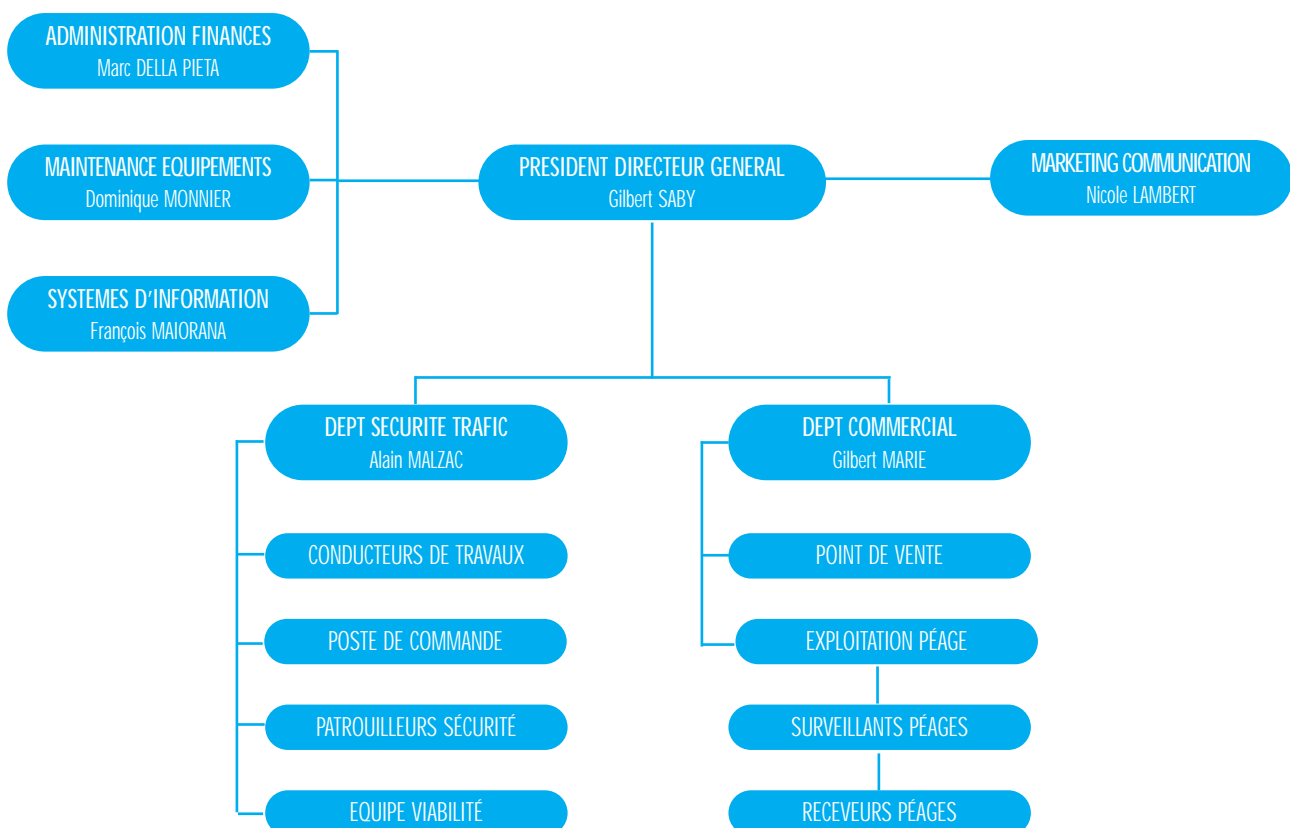 ADMINISTRATION FINANCES
Marc DELLA PIETA
MAINTENANCE EQUIPEMENTS
Dominique MONNIER
SYSTEMES D'INFORMATION
François MAIORANA
PRESIDENT DIRECTEUR GENERAL
Gilbert SABY
MARKETING COMMUNICATION
Nicole LAMBERT
DEPT SECURITE TRAFIC
Alain MALZAC
CONDUCTEURS DE TRAVAUX
POSTE DE COMMANDE
PATROUILLEURS SÉCURITÉ
EQUIPE VIABILITÉ
DEPT COMMERCIAL
Gilbert MARIE
POINT DE VENTE
EXPLOITATION PÉAGE
SURVEILLANTS PÉAGES
RECEVEURS PÉAGES